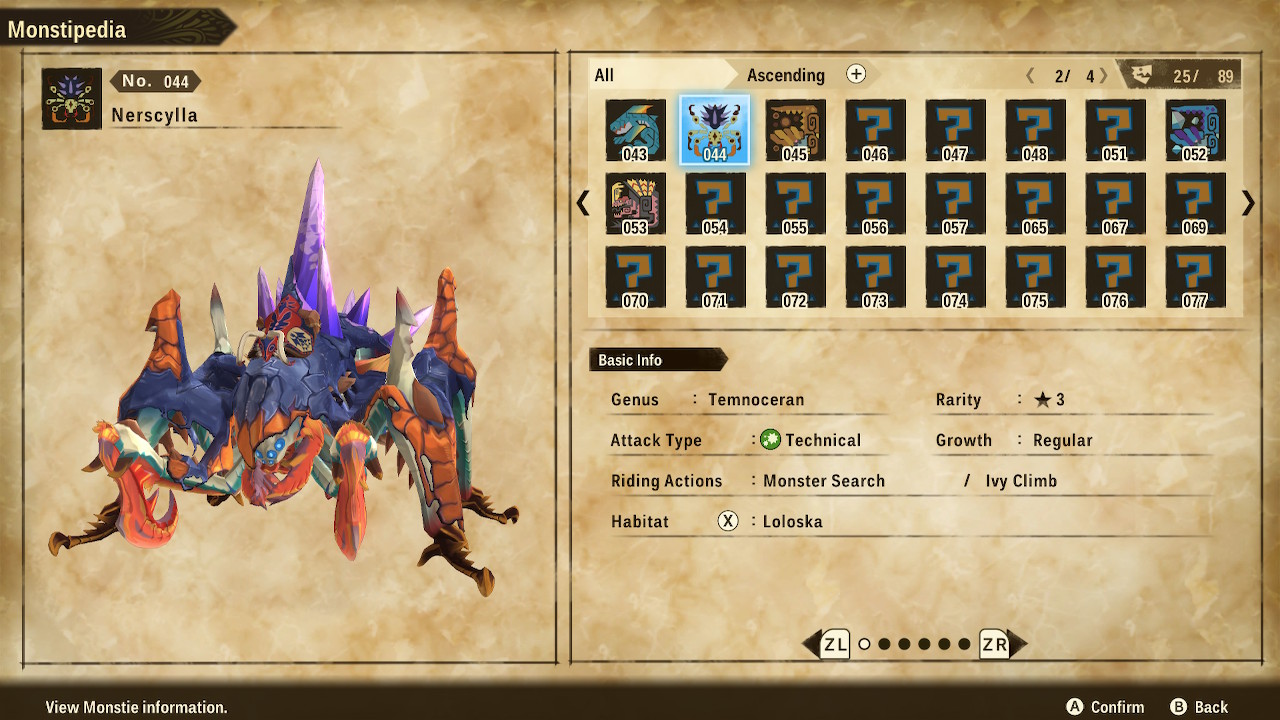 Monstipedia
No. 044
Nerscylla
All
Ascending
2/ 4
25/ 89
043 044 045 046 047 048 051 052
053 054 055 056 057 065 067 069
070 071 072 073 074 075 076 077
Basic Info
Genus : Temnoceran
Rarity : ★ 3
Attack Type : Technical
Growth : Regular
Riding Actions : Monster Search / Ivy Climb
Habitat X : Loloska
ZL ZR
View Monstie information.
A Confirm B Back